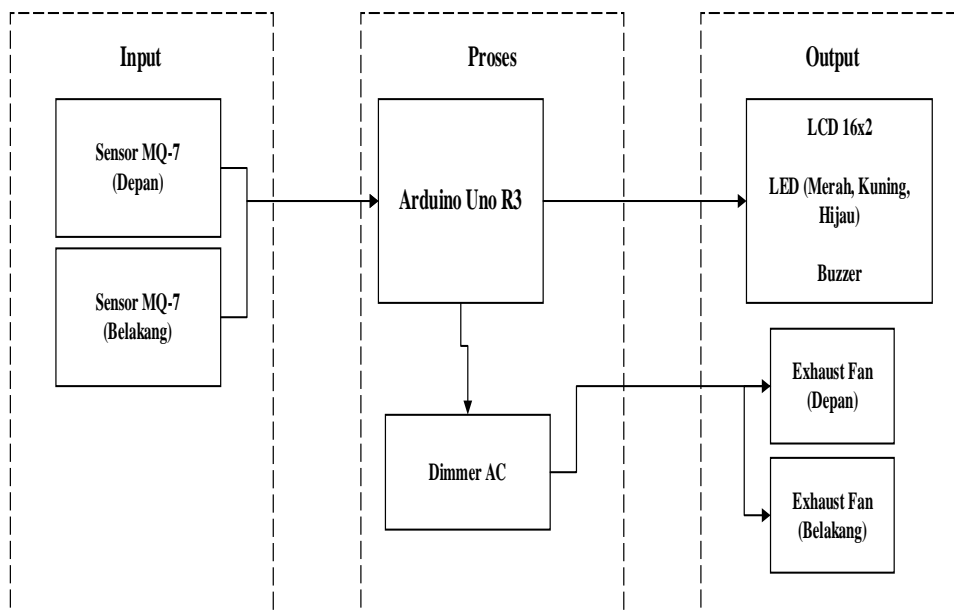 Input
Sensor MQ-7
(Depan)
Sensor MQ-7
(Belakang)
Proses
Arduino Uno R3
Dimmer AC
Output
LCD 16x2
LED (Merah, Kuning,
Hijau)
Buzzer
Exhaust Fan
(Depan)
Exhaust Fan
(Belakang)